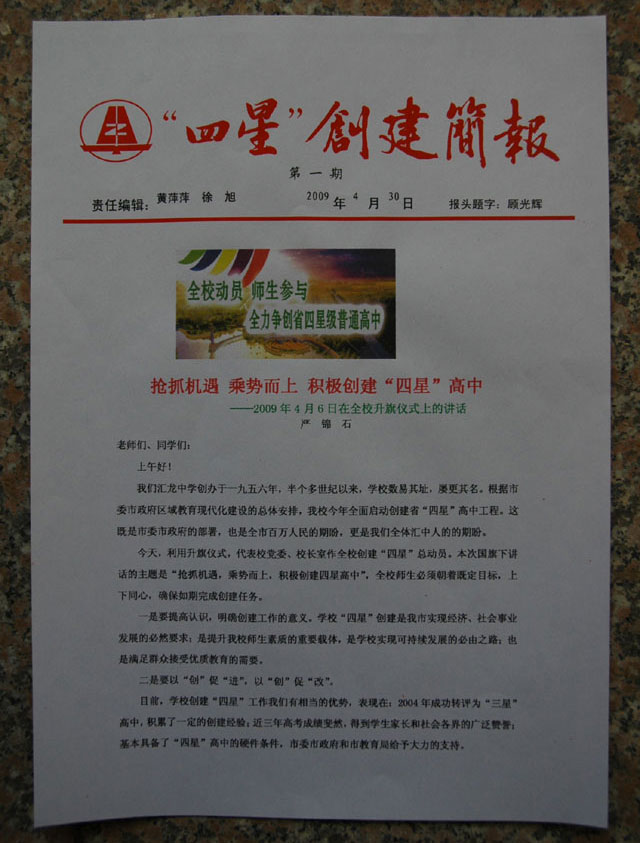 “四星”創建簡報
第一期
责任编辑：黄萍萍 徐旭 2009年4月30日 报头题字：顾光辉
全校动员 师生参与
全力争创省四星级普通高中
抢抓机遇 乘势而上 积极创建“四星”高中
——2009年4月6日在全校升旗仪式上的讲话
严锦石
老师们、同学们：
上午好！
我们汇龙中学创办于一九五六年，半个多世纪以来，学校数易其址，屡更其名。根据市
委市政府区域教育现代化建设的总体安排，我校今年全面启动创建省“四星”高中工程。这
既是市委市政府的部署，也是全市百万人民的期盼，更是我们全体汇中人的的期盼。
今天，利用升旗仪式，代表校党委、校长室作全校创建“四星”总动员。本次国旗下讲
话的主题是“抢抓机遇，乘势而上，积极创建四星高中”，全校师生必须朝着既定目标，上
下同心，确保如期完成创建任务。
一是要提高认识，明确创建工作的意义。学校“四星”创建是我市实现经济、社会事业
发展的必然要求；是提升我校师生素质的重要载体，是学校实现可持续发展的必由之路；也
是满足群众接受优质教育的需要。
二是要以“创”促“进”，以“创”促“改”。
目前，学校创建“四星”工作我们有相当的优势，表现在：2004年成功转评为“三星”
高中，积累了一定的创建经验；近三年高考成绩斐然，得到学生家长和社会各界的广泛赞誉；
基本具备了“四星”高中的硬件条件，市委市政府和市教育局给予大力的支持。